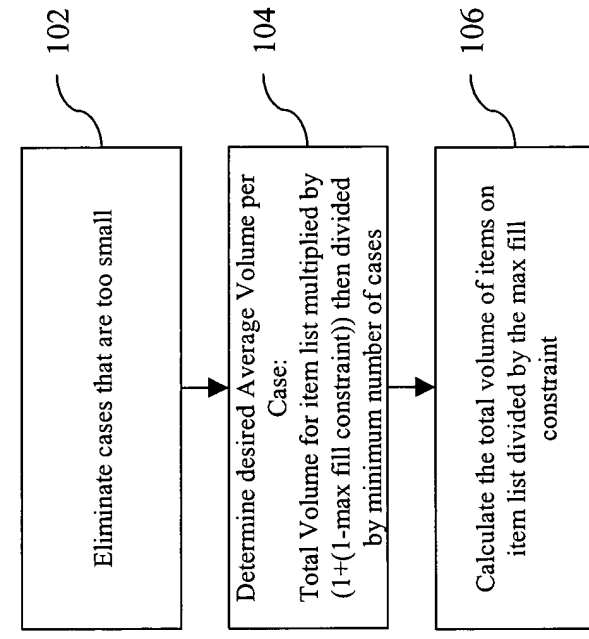 102
Eliminate cases that are too small
104
Determine desired Average Volume per
Case:
Total Volume for item list multiplied by
(1+(1-max fill constraint)) then divided
by minimum number of cases
106
Calculate the total volume of items on
item list divided by the max fill
constraint